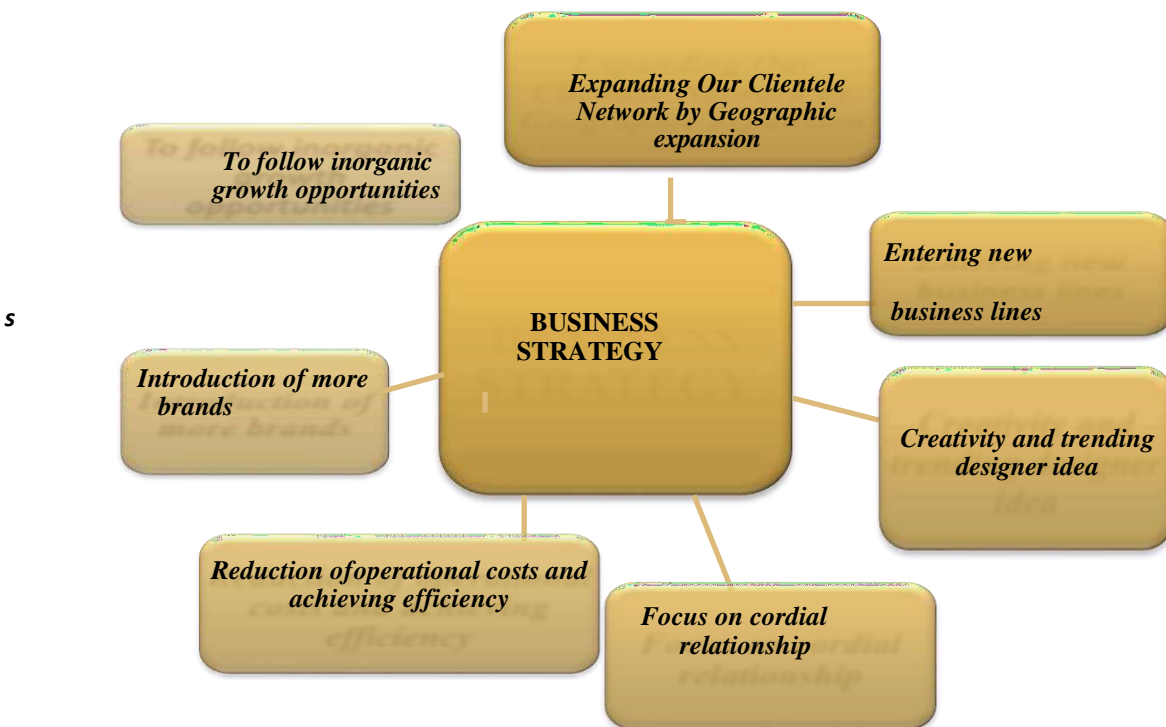 Expanding Our Clientele
Network by Geographic
expansion
To follow inorganic
growth opportunities
Entering new
business lines
s
BUSINESS
STRATEGY
Introduction of more
brands
Creativity and trending
designer idea
Reduction ofoperational costs and
achieving efficiency
Focus on cordial
relationship